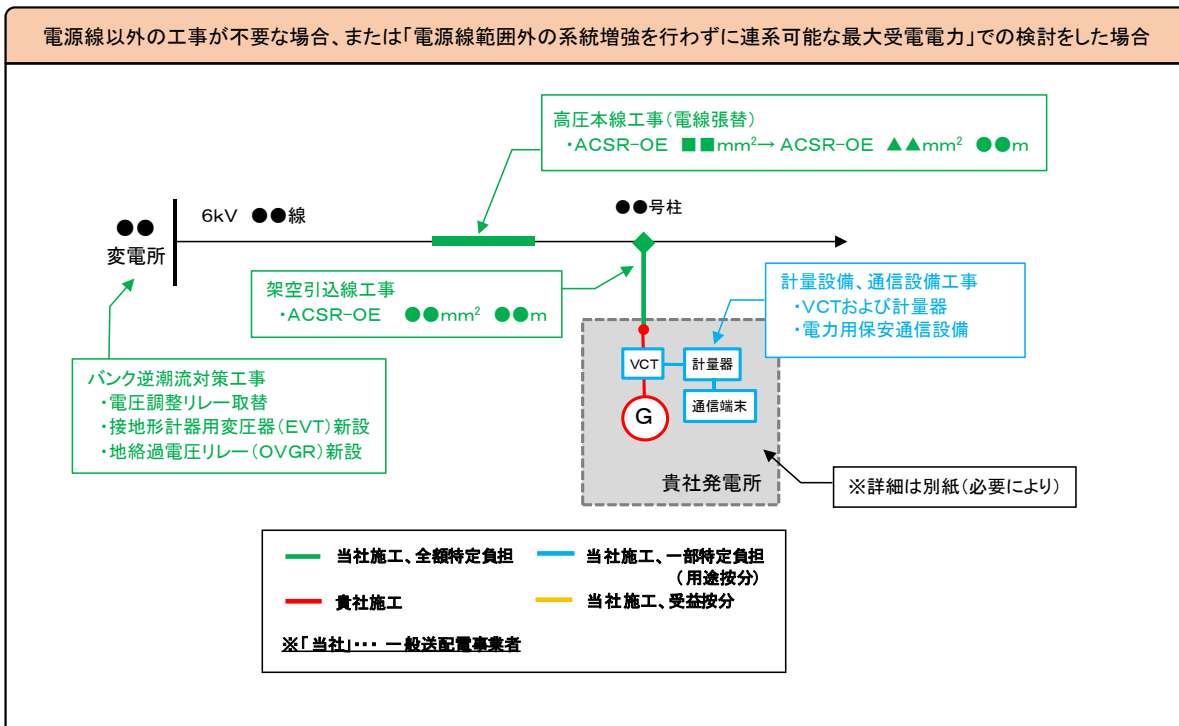 電源線以外の工事が不要な場合、または「電源線範囲外の系統増強を行わずに連系可能な最大受電電力」での検討をした場合
高圧本線工事(電線張替)
・ACSR-OE ■■mm²→ ACSR-OE ▲▲mm² ●●m
6kV ●●線
●●号柱
●●
変電所
架空引込線工事
・ACSR-OE ●●mm² ●●m
計量設備、通信設備工事
・VCTおよび計量器
・電力用保安通信設備
VCT
計量器
通信端末
G
バンク逆潮流対策工事
・電圧調整リレー取替
・接地形計器用変圧器(EVT)新設
・地絡過電圧リレー(OVGR)新設
貴社発電所
※詳細は別紙(必要により)
当社施工、全額特定負担
当社施工、一部特定負担
(用途按分)
貴社施工
当社施工、受益按分
※「当社」・・・ 一般送配電事業者